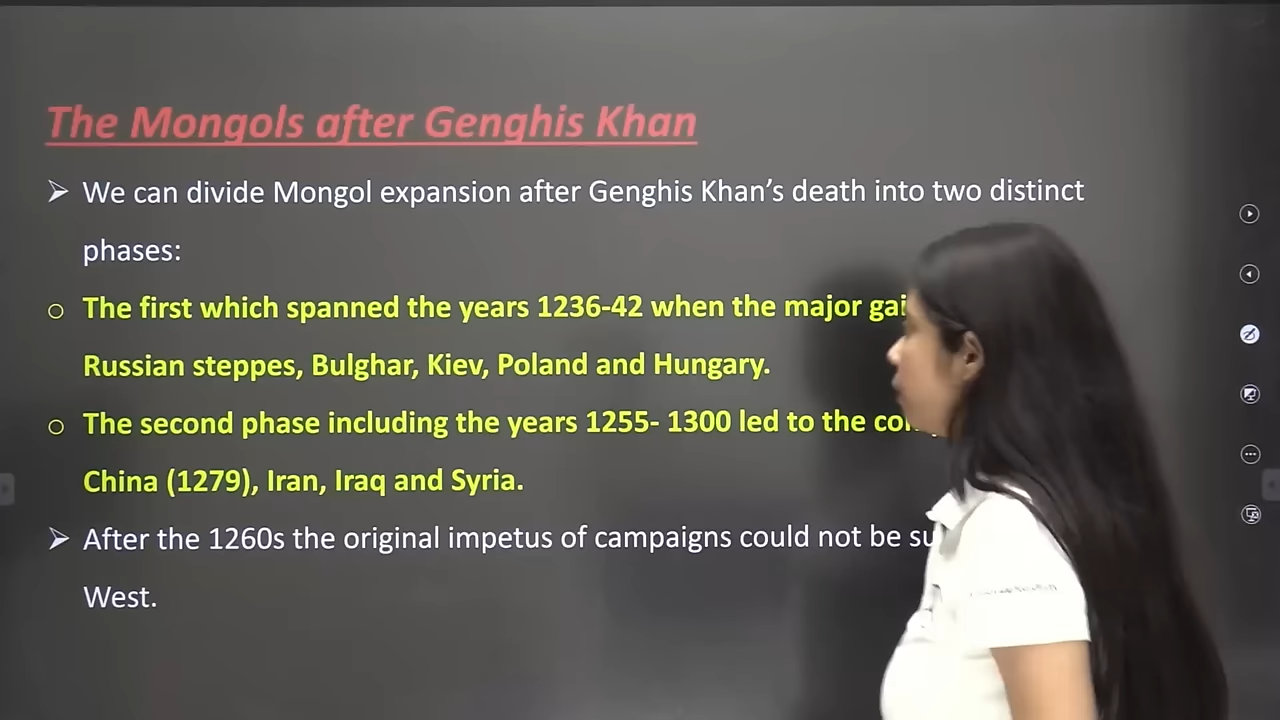 The Mongols after Genghis Khan
➢ We can divide Mongol expansion after Genghis Khan’s death into two distinct
phases:
o The first which spanned the years 1236-42 when the major
Russian steppes, Bulghar, Kiev, Poland and Hungary.
o The second phase including the years 1255- 1300 led to the
China (1279), Iran, Iraq and Syria.
➢ After the 1260s the original impetus of campaigns could not be
West.